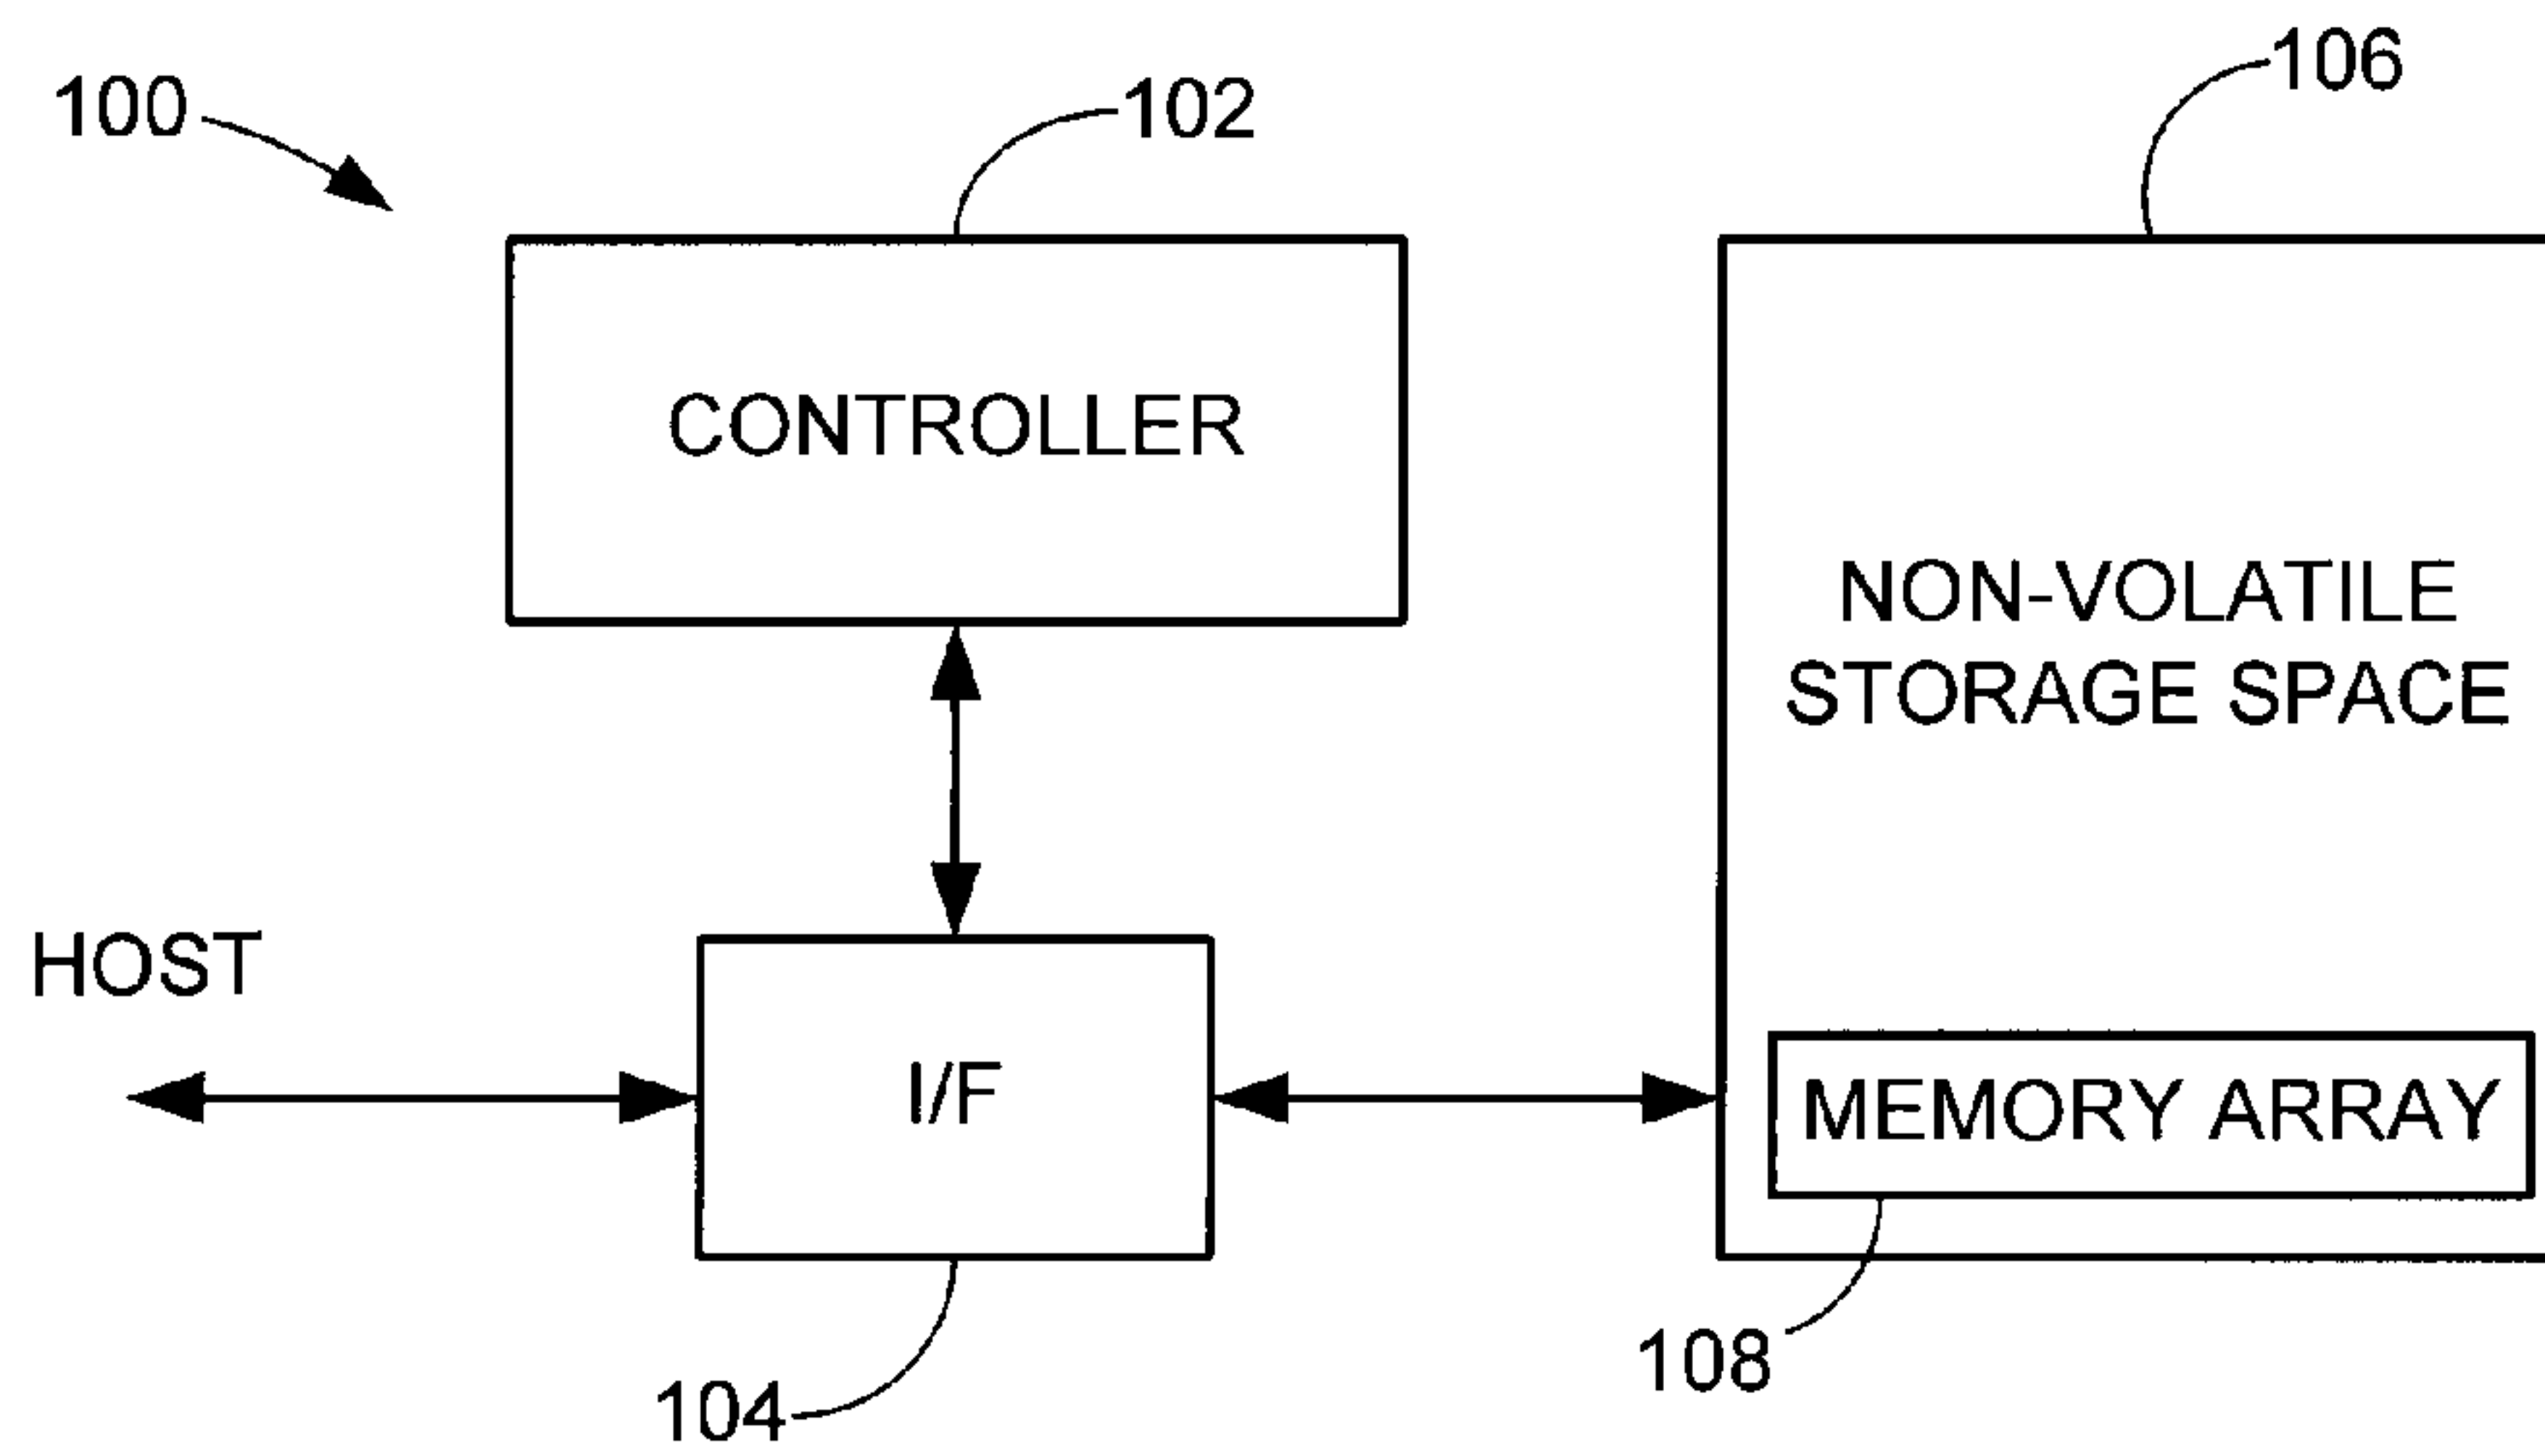 100
102
106
CONTROLLER
NON-VOLATILE
STORAGE SPACE
HOST
I/F
MEMORY ARRAY
108
104